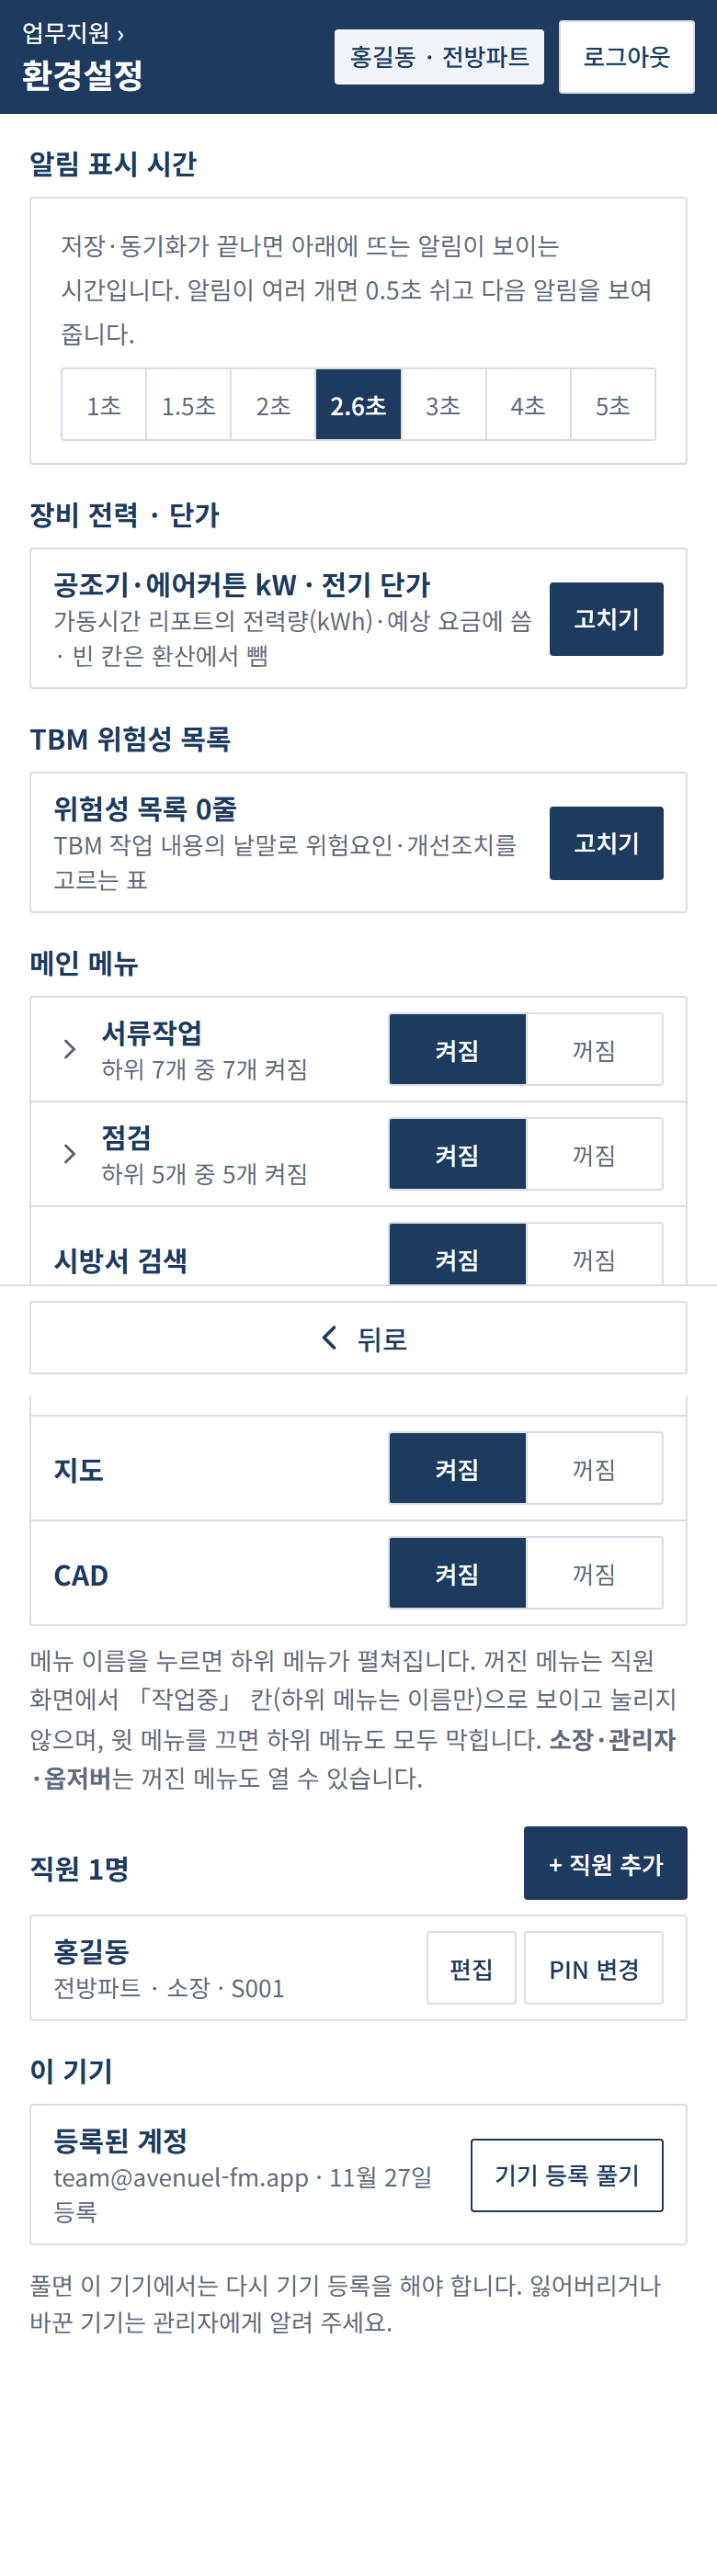 업무지원 ›
환경설정
홍길동 · 전방파트
로그아웃
알림 표시 시간
저장·동기화가 끝나면 아래에 뜨는 알림이 보이는
시간입니다. 알림이 여러 개면 0.5초 쉬고 다음 알림을 보여
줍니다.
1초 1.5초 2초 2.6초 3초 4초 5초
장비 전력 · 단가
공조기·에어커튼 kW · 전기 단가
가동시간 리포트의 전력량(kWh)·예상 요금에 씀
· 빈 칸은 환산에서 뺌
고치기
TBM 위험성 목록
위험성 목록 0줄
TBM 작업 내용의 낱말로 위험요인·개선조치를
고르는 표
고치기
메인 메뉴
서류작업
하위 7개 중 7개 켜짐
켜짐 꺼짐
점검
하위 5개 중 5개 켜짐
켜짐 꺼짐
시방서 검색
켜짐 꺼짐
뒤로
지도
켜짐 꺼짐
CAD
켜짐 꺼짐
메뉴 이름을 누르면 하위 메뉴가 펼쳐집니다. 꺼진 메뉴는 직원
화면에서 「작업중」 칸(하위 메뉴는 이름만)으로 보이고 눌리지
않으며, 윗 메뉴를 끄면 하위 메뉴도 모두 막힙니다. 소장·관리자
·옵저버는 꺼진 메뉴도 열 수 있습니다.
직원 1명
+ 직원 추가
홍길동
전방파트 · 소장 · S001
편집
PIN 변경
이 기기
등록된 계정
team@avenuel-fm.app · 11월 27일
등록
기기 등록 풀기
풀면 이 기기에서는 다시 기기 등록을 해야 합니다. 잃어버리거나
바꾼 기기는 관리자에게 알려 주세요.